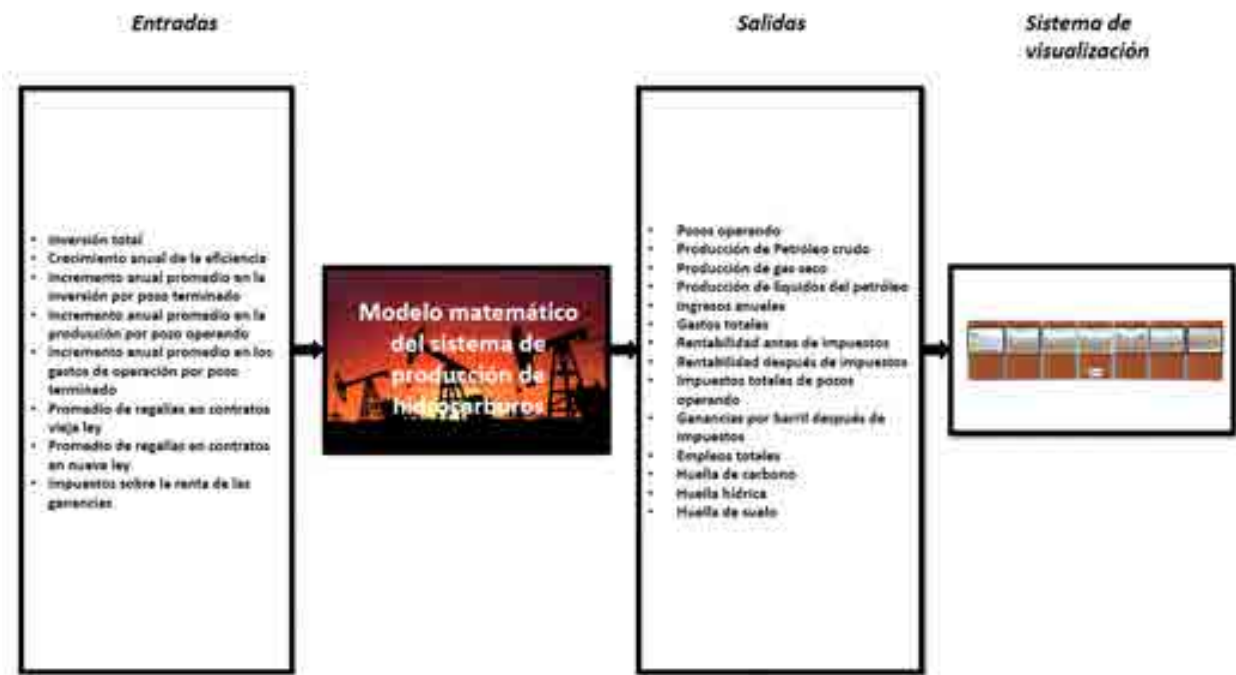 Entradas
Salidas
Sistema de
visualización
• Inversión total
• Crecimiento anual de la eficiencia
• Incremento anual promedio en la
inversión por pozo terminado
• Incremento anual promedio en la
producción por pozo operando
• Incremento anual promedio en los
gastos de operación por pozo
terminado
• Promedio de regalías en contratos
vieja ley
• Promedio de regalías en contratos
en nueva ley
• Impuestos sobre la renta de las
ganancias
Modelo matemático
del sistema de
producción de
hidrocarburos
• Pozos operando
• Producción de Petróleo crudo
• Producción de gas seco
• Producción de líquidos del petróleo
• Ingresos anuales
• Gastos totales
• Rentabilidad antes de impuestos
• Rentabilidad después de impuestos
• Impuestos totales de pozos
operando
• Ganancias por barril después de
impuestos
• Empleos totales
• Huella de carbono
• Huella hídrica
• Huella de suelo